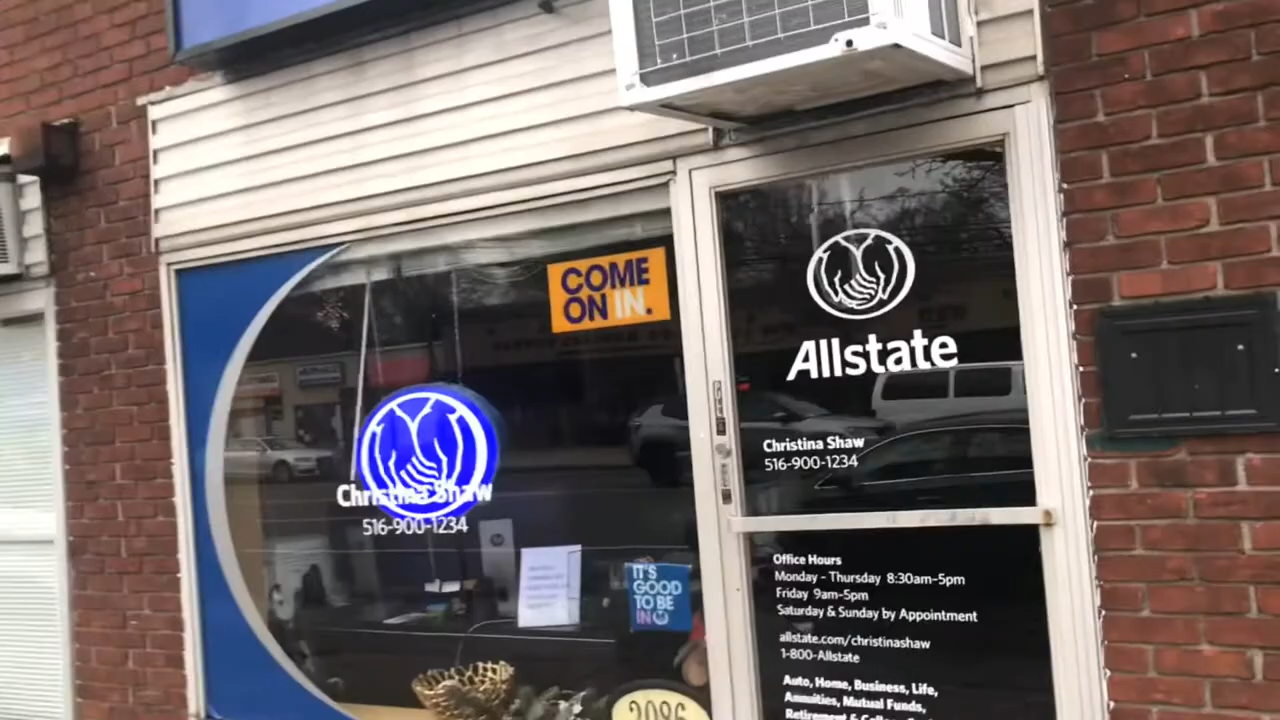 COME
ON IN.
Christina Shaw
516-900-1234
IT'S
GOOD
TO BE
IN
2086
Allstate
Christina Shaw
516-900-1234
Office Hours
Monday - Thursday 8:30am-5pm
Friday 9am-5pm
Saturday & Sunday by Appointment
allstate.com/christinashaw
1-800-Allstate
Auto, Home, Business, Life,
Annuities, Mutual Funds,
Retirement &